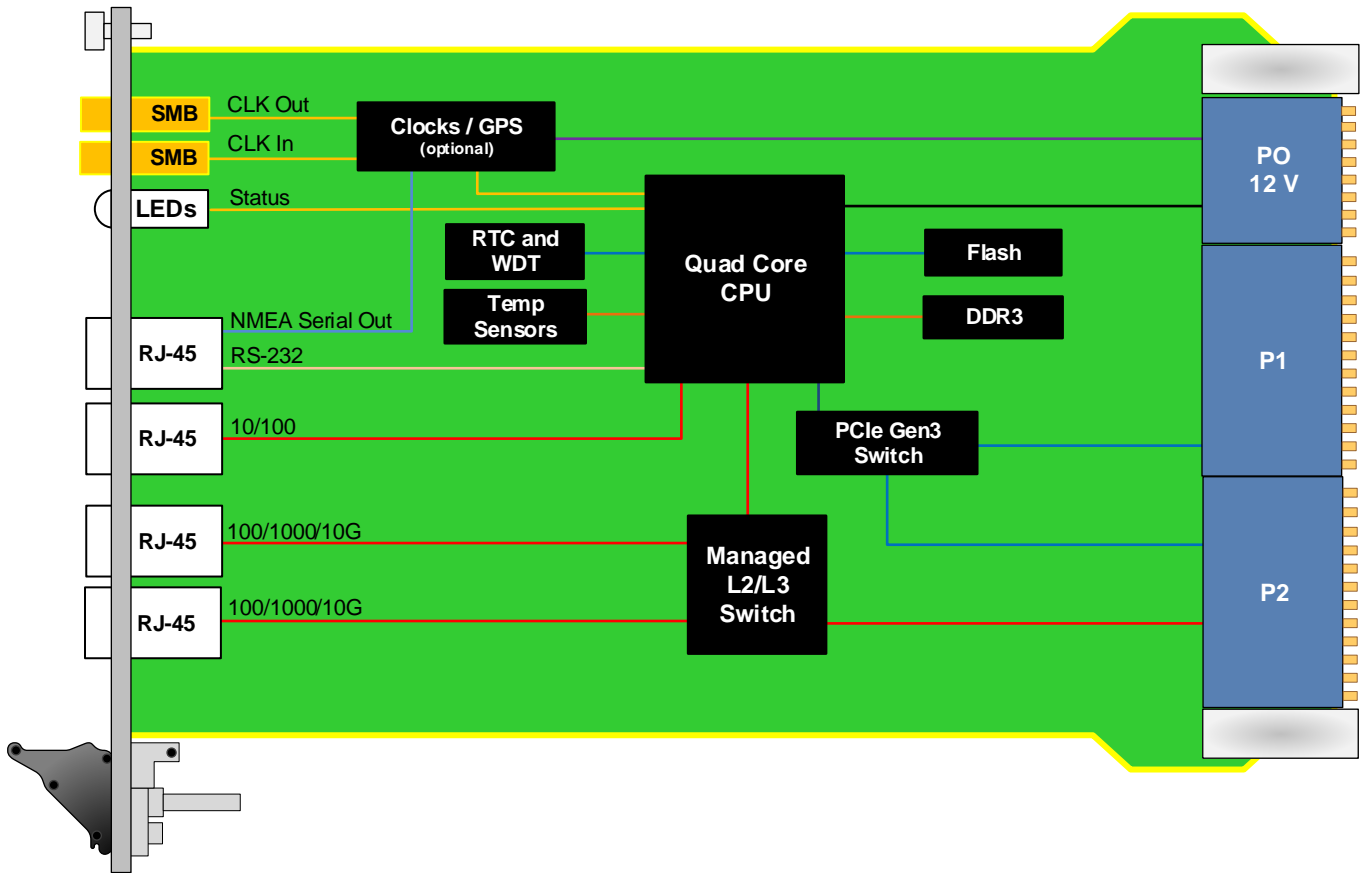 SMB
CLK Out
SMB
CLK In
Clocks / GPS
(optional)
LEDs
Status
RTC and
WDT
Temp
Sensors
Quad Core
CPU
Flash
DDR3
PO
12 V
RJ-45
NMEA Serial Out
RS-232
P1
RJ-45
10/100
PCIe Gen3
Switch
RJ-45
100/1000/10G
Managed
L2/L3
Switch
P2
RJ-45
100/1000/10G